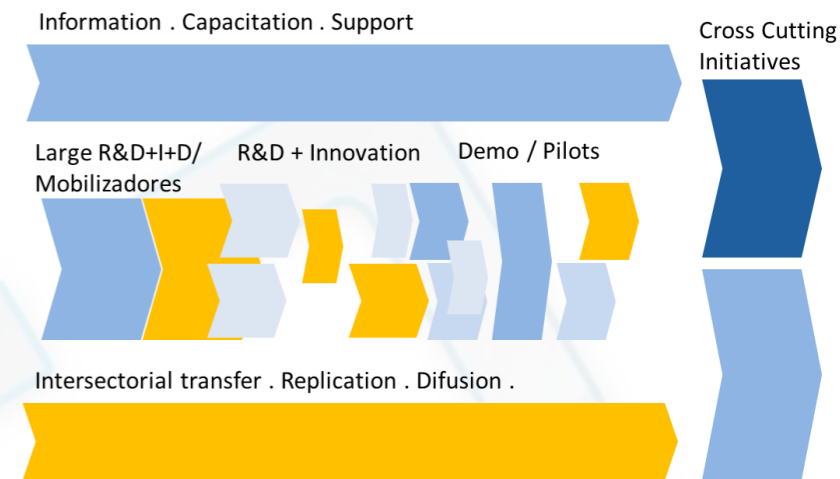 Information . Capacitation . Support
Cross Cutting
Initiatives
Large R&D+I+D/
Mobilizadores
R&D + Innovation
Demo / Pilots
Intersectorial transfer . Replication . Difusion .